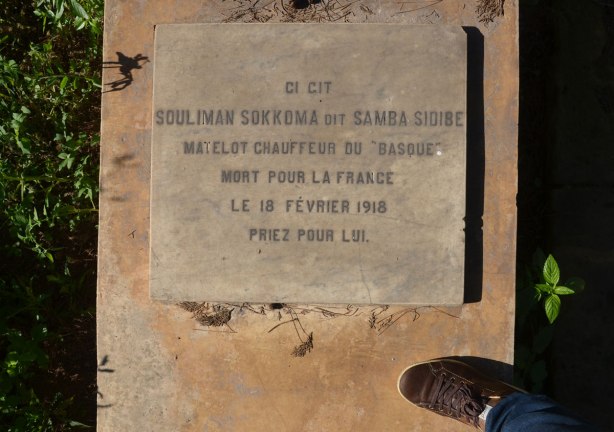 CI GIT
SOULIMAN SOKKOMA DIT SAMBA SIDIBE
MATELOT CHAUFFEUR DU "BASQUE"
MORT POUR LA FRANCE
LE 18 FÉVRIER 1918
PRIEZ POUR LUI.